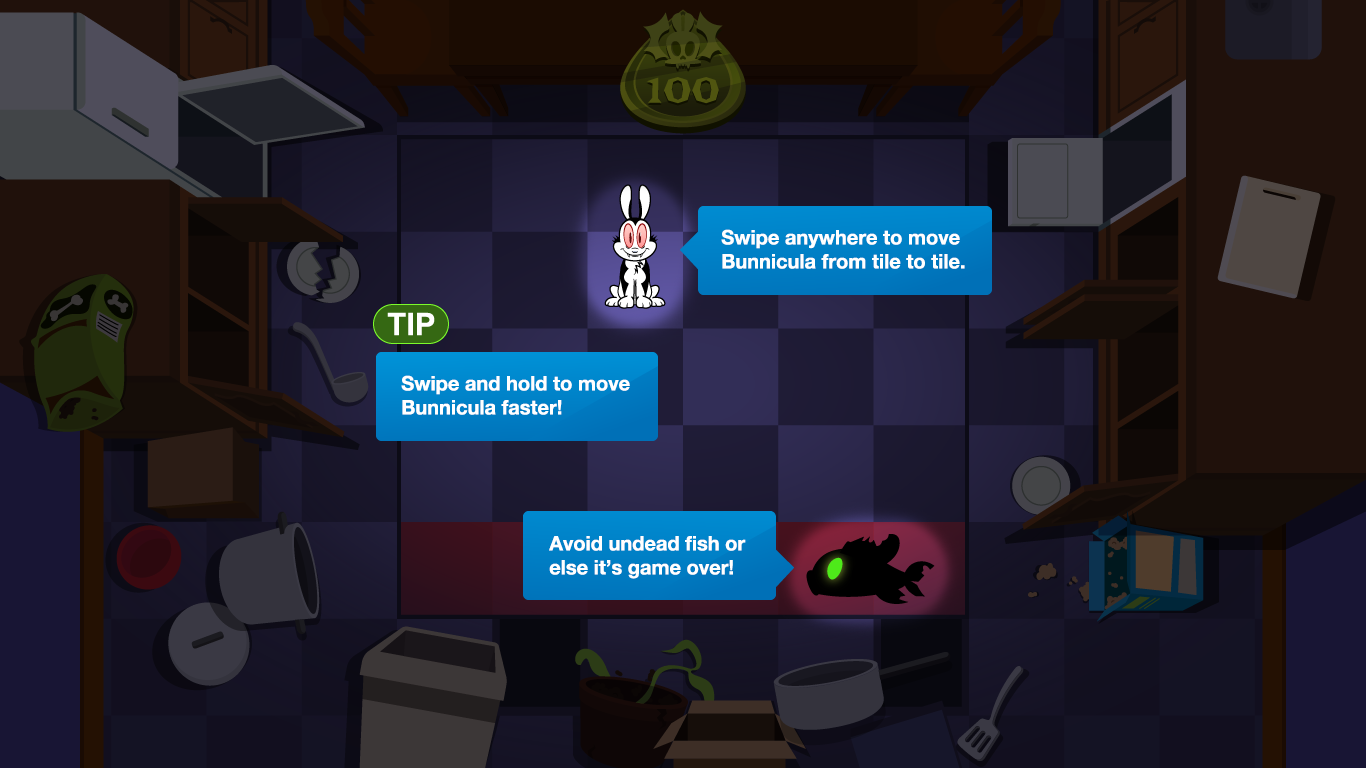 100
Swipe anywhere to move
Bunnicula from tile to tile.
TIP
Swipe and hold to move
Bunnicula faster!
Avoid undead fish or
else it's game over!